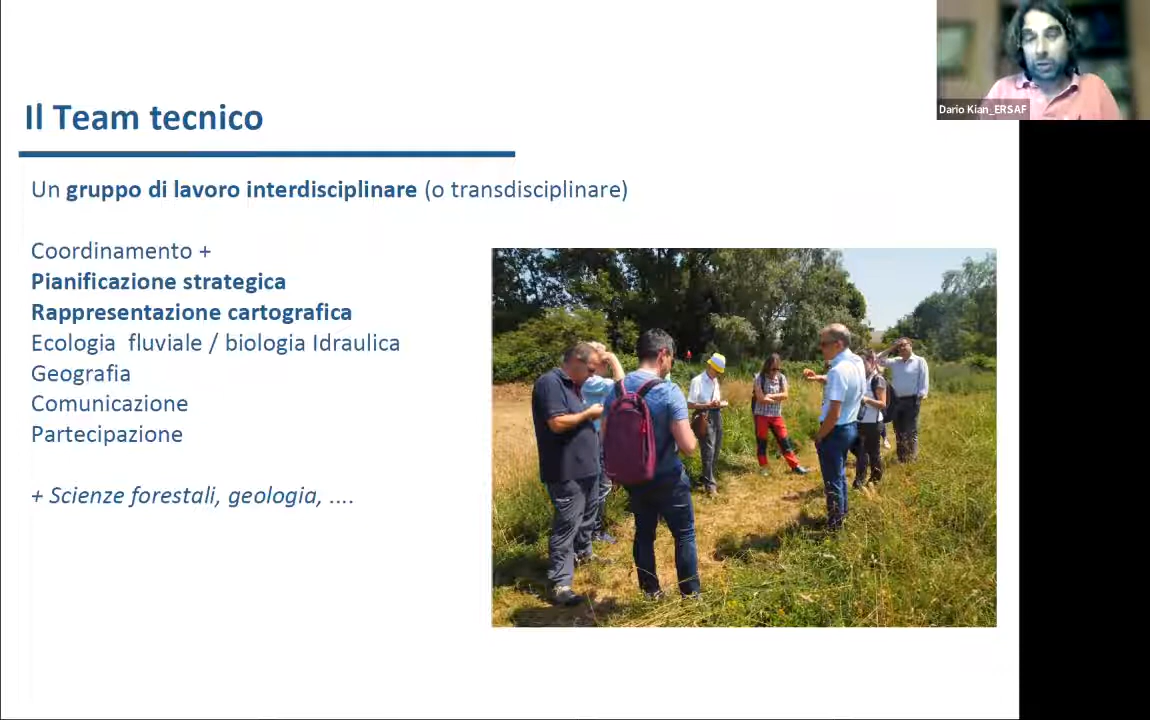 Il Team tecnico
Dario Kian_ERSAF
Un gruppo di lavoro interdisciplinare (o transdisciplinare)
Coordinamento +
Pianificazione strategica
Rappresentazione cartografica
Ecologia fluviale / biologia Idraulica
Geografia
Comunicazione
Partecipazione
+ Scienze forestali, geologia, ....